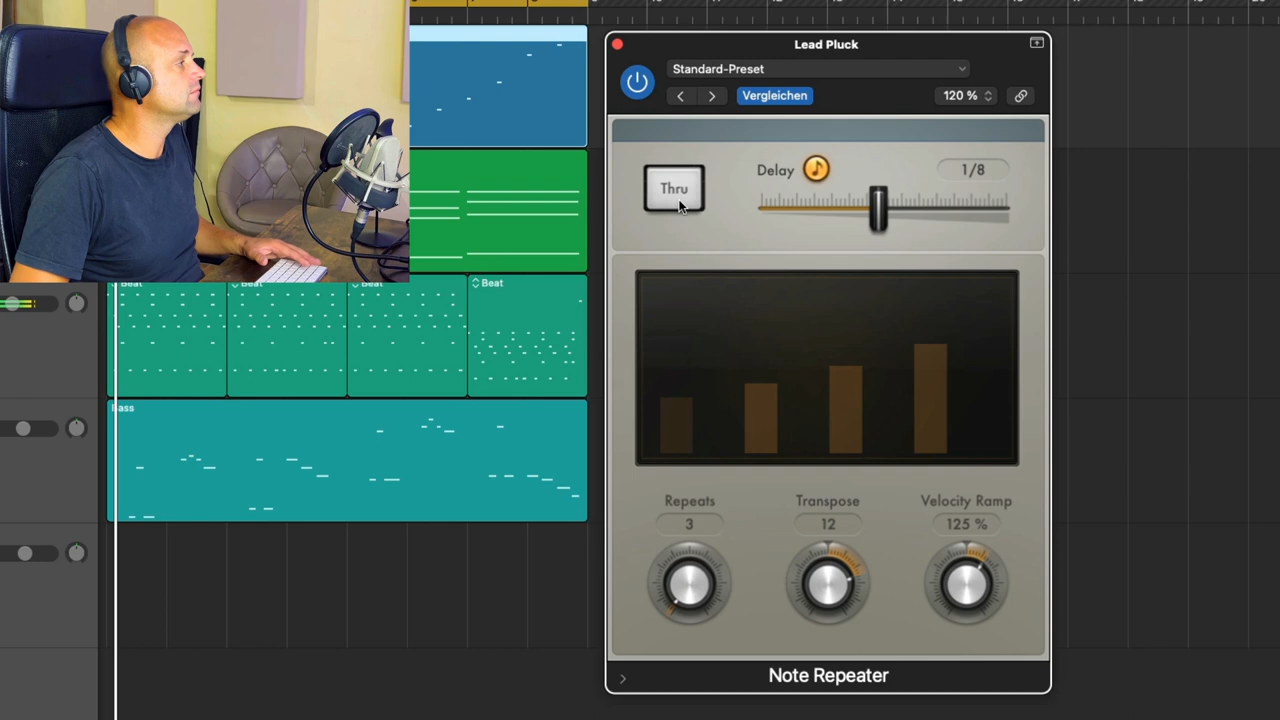 Lead Pluck
Standard-Preset
Vergleichen
120 %
Thru
Delay
1/8
Beat
Beat
Beat
Beat
Bass
Repeats
Transpose
Velocity Ramp
3
12
125 %
Note Repeater